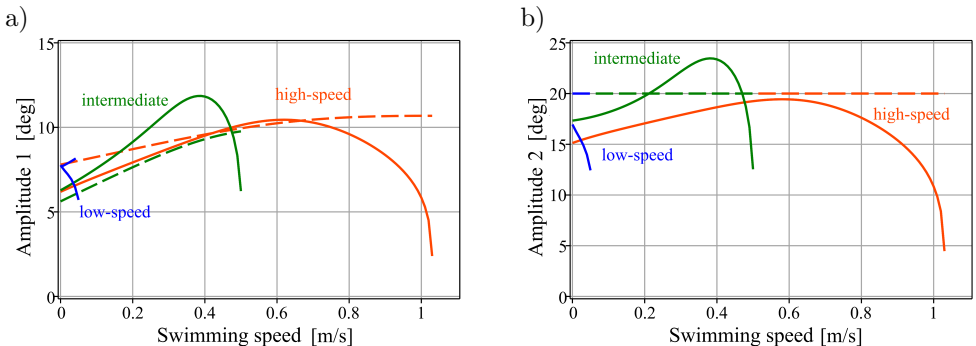 a)
15
10
5
0
Amplitude 1 [deg]
intermediate
high-speed
low-speed
0
0.2
0.4
0.6
0.8
1
Swimming speed [m/s]
b)
25
20
15
10
5
0
Amplitude 2 [deg]
intermediate
high-speed
low-speed
0
0.2
0.4
0.6
0.8
1
Swimming speed [m/s]